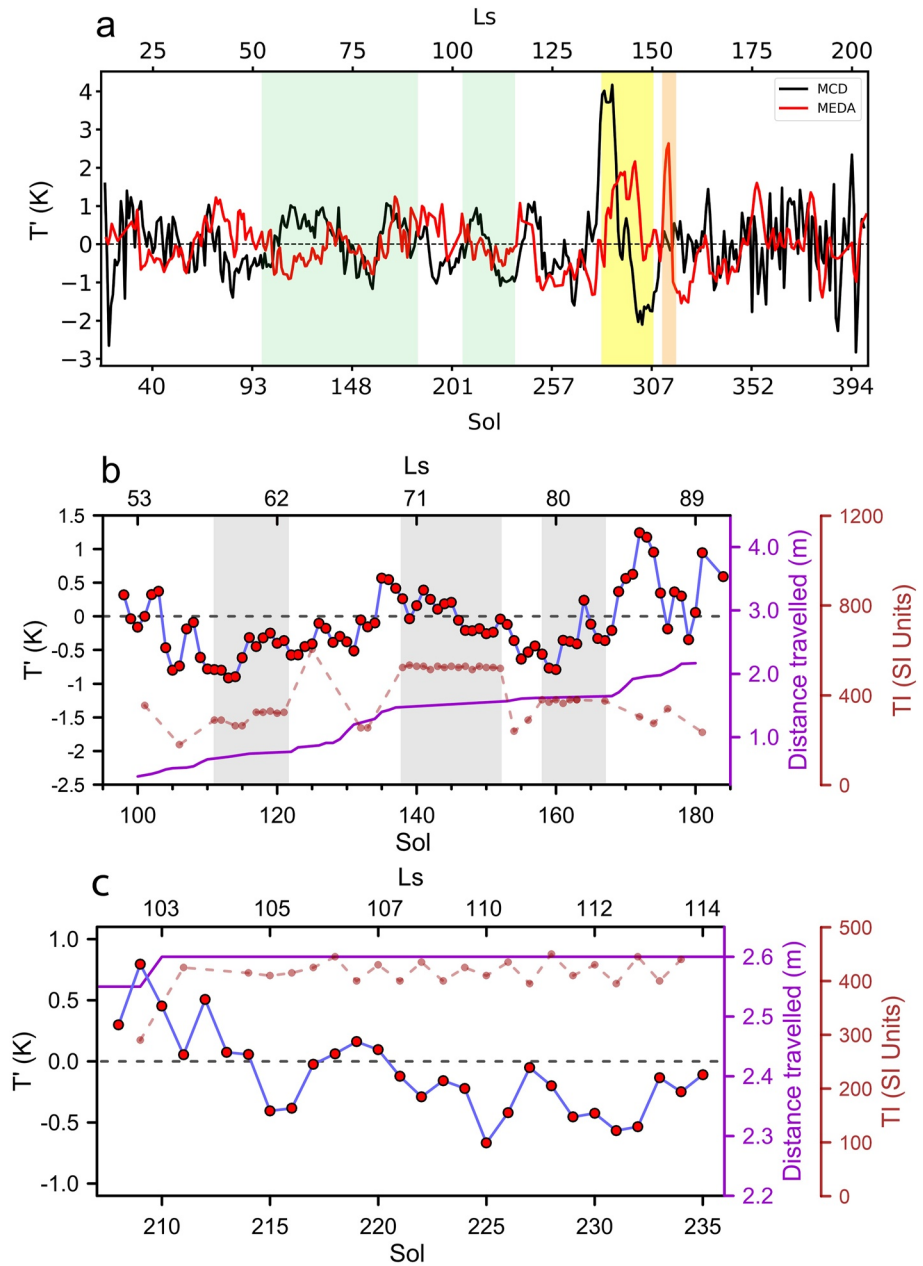 a
Ls
25 50 75 100 125 150 175 200
MCD
MEDA
T' (K)
4
3
2
1
0
−1
−2
−3
40 93 148 201 257 307 352 394
Sol
b
Ls
53 62 71 80 89
T' (K)
1.5
1
0.5
0
-0.5
-1
-1.5
-2
-2.5
4.0
3.0
2.0
1.0
Distance travelled (m)
1200
800
400
0
TI (SI Units)
100 120 140 160 180
Sol
c
Ls
103 105 107 110 112 114
T' (K)
1.0
0.5
0.0
-0.5
-1.0
2.6
2.5
2.4
2.3
2.2
Distance travelled (m)
500
400
300
200
100
0
TI (SI Units)
210 215 220 225 230 235
Sol